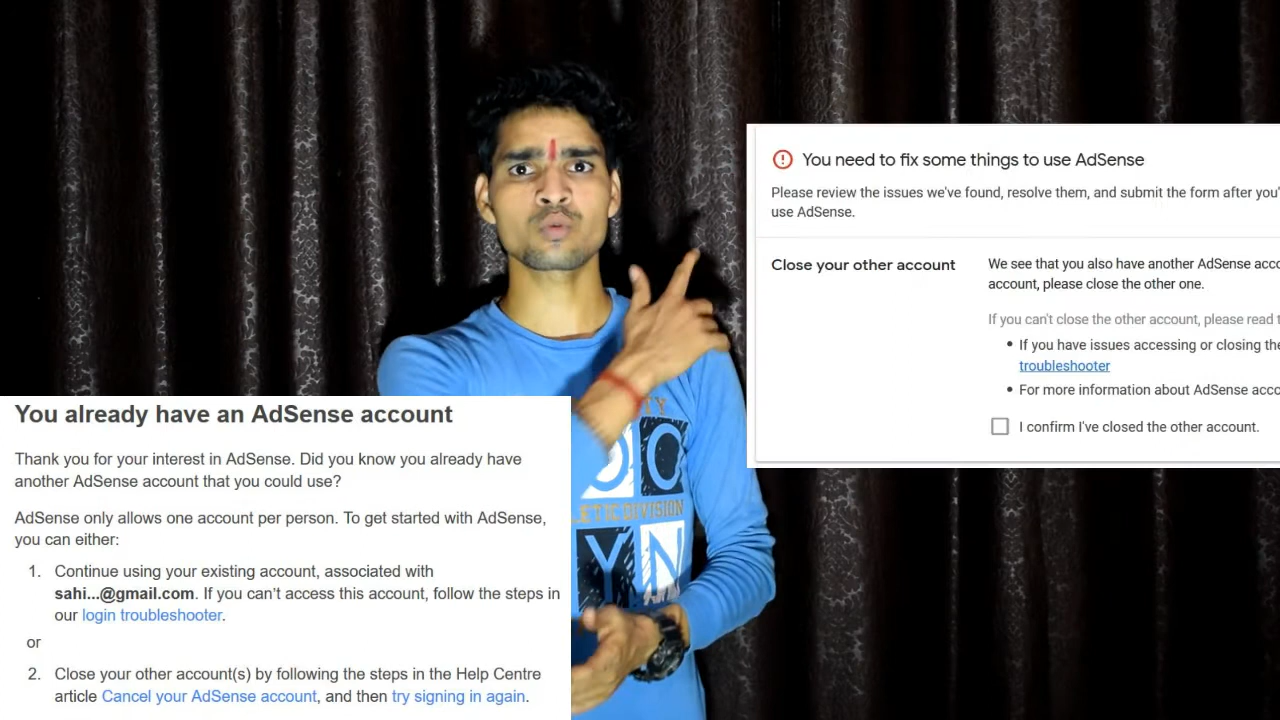 You need to fix some things to use AdSense
Please review the issues we've found, resolve them, and submit the form after you'
use AdSense.
Close your other account
We see that you also have another AdSense acco
account, please close the other one.
If you can't close the other account, please read t
• If you have issues accessing or closing the
troubleshooter
• For more information about AdSense acco
I confirm I've closed the other account.
You already have an AdSense account
Thank you for your interest in AdSense. Did you know you already have
another AdSense account that you could use?
AdSense only allows one account per person. To get started with AdSense,
you can either:
1. Continue using your existing account, associated with
sahi...@gmail.com. If you can't access this account, follow the steps in
our login troubleshooter.
or
2. Close your other account(s) by following the steps in the Help Centre
article Cancel your AdSense account, and then try signing in again.
DIVISION
YN